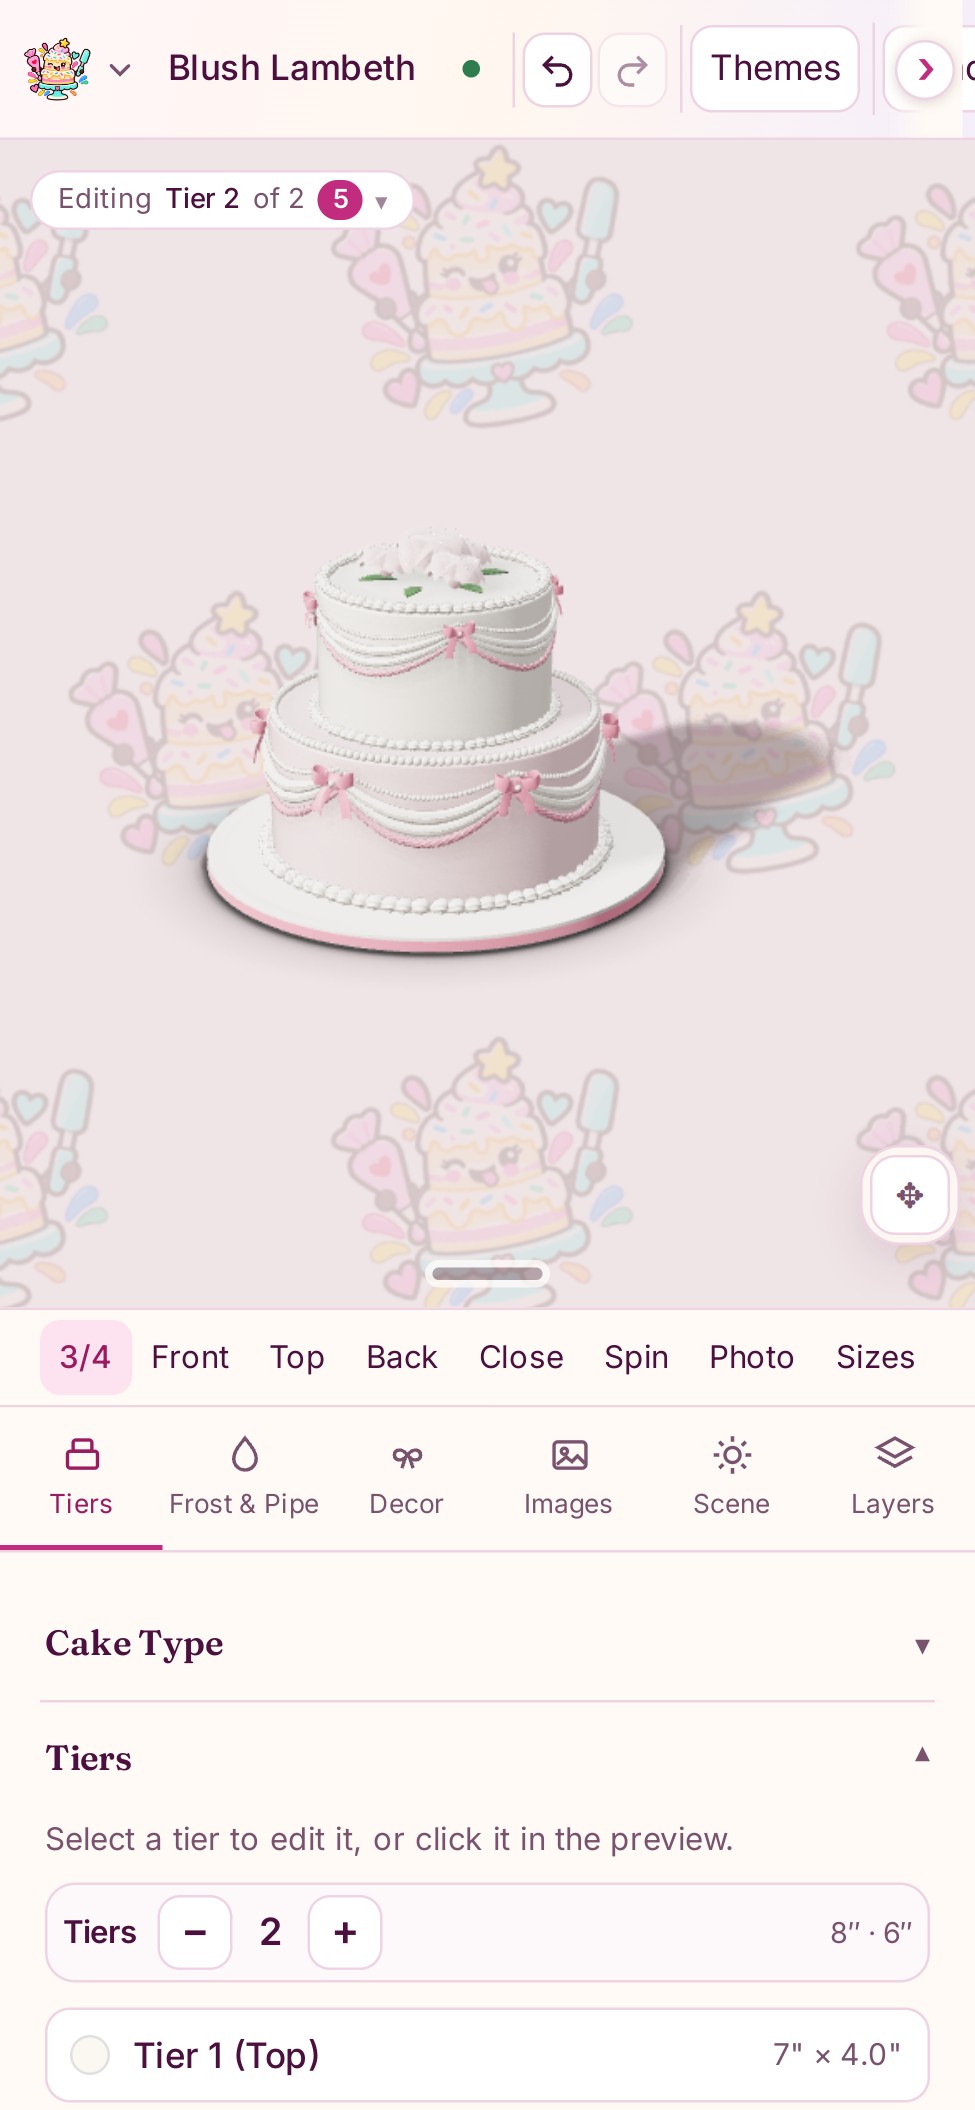 Blush Lambeth
Themes
Editing Tier 2 of 2 5
3/4 Front Top Back Close Spin Photo Sizes
Tiers Frost & Pipe Decor Images Scene Layers
Cake Type
Tiers
Select a tier to edit it, or click it in the preview.
Tiers − 2 + 8″ · 6″
Tier 1 (Top) 7" × 4.0"